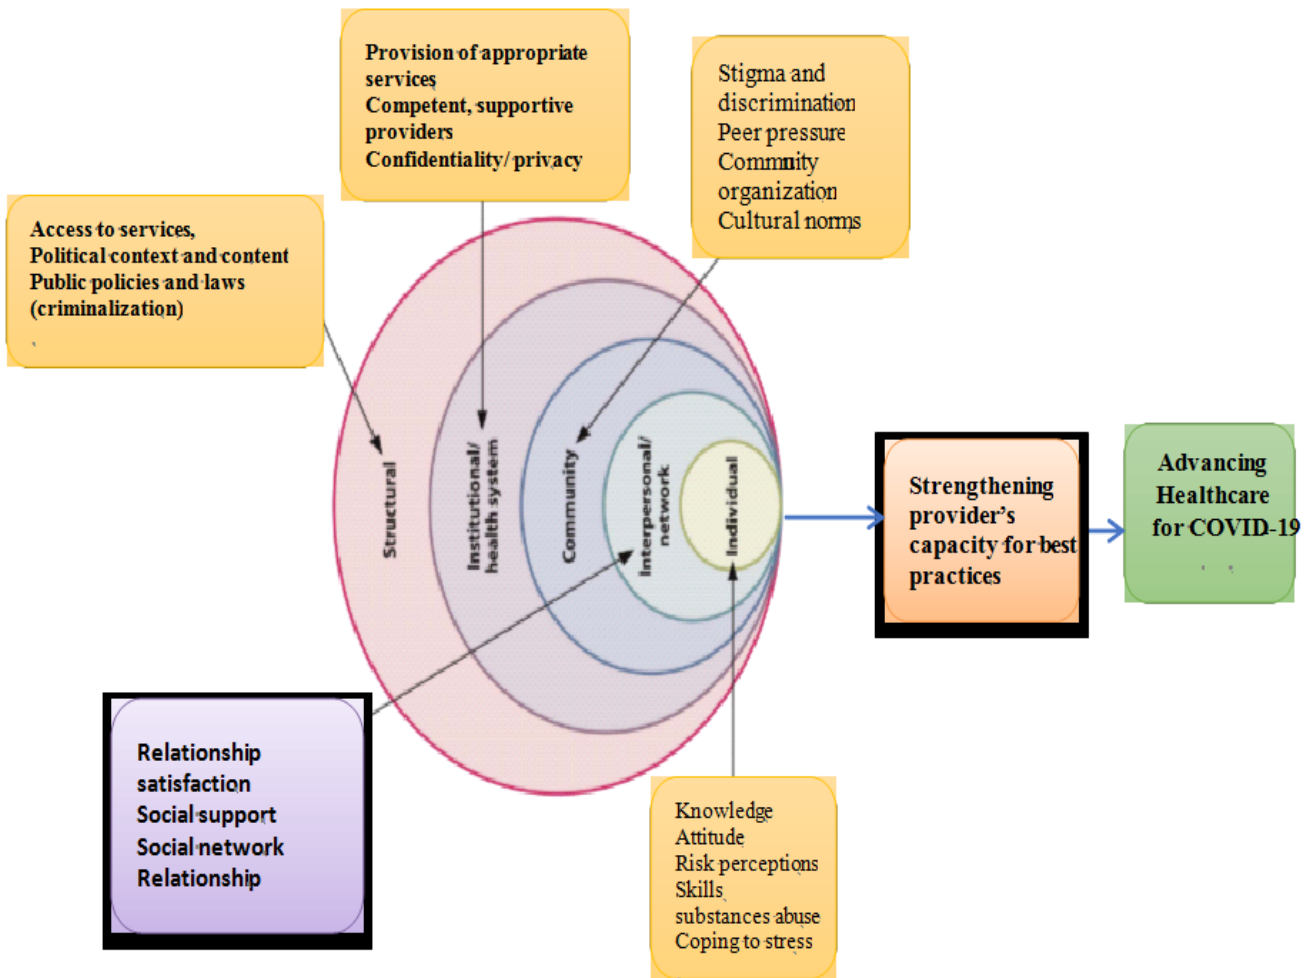 Provision of appropriate
services
Competent, supportive
providers
Confidentiality/ privacy
Stigma and
discrimination
Peer pressure
Community
organization
Cultural norms
Access to services,
Political context and content
Public policies and laws
(criminalization)
Structural
Institutional/
health system
Community
Interpersonal/
network
Individual
Strengthening
provider’s
capacity for best
practices
Advancing
Healthcare
for COVID-19
Relationship
satisfaction
Social support
Social network
Relationship
Knowledge
Attitude
Risk perceptions
Skills
substances abuse
Coping to stress